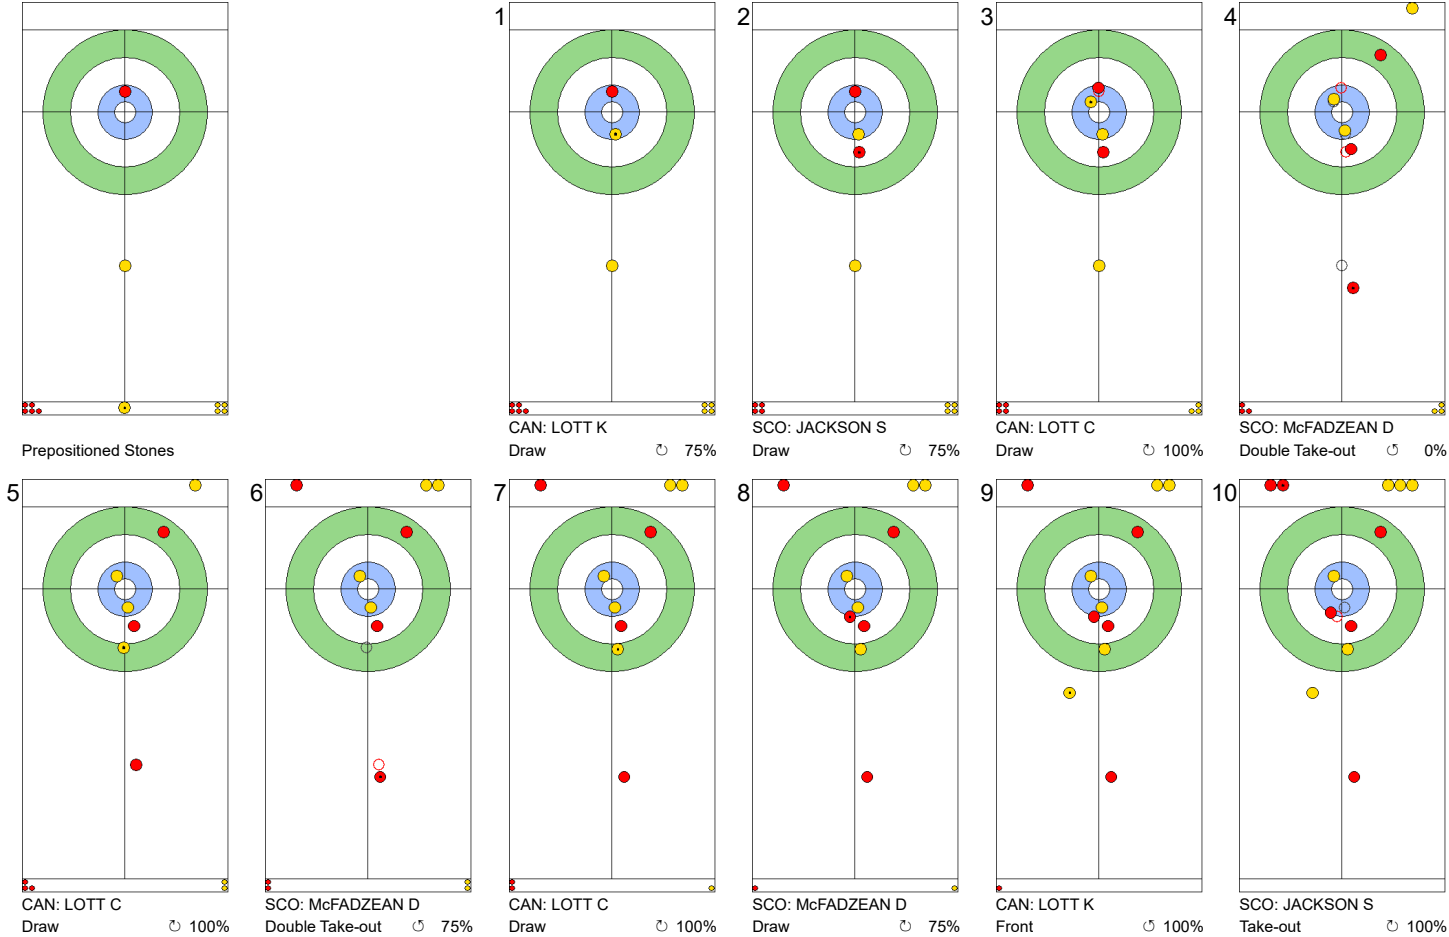 1
2
3
4
Prepositioned Stones
CAN: LOTT K
Draw ↻ 75%
SCO: JACKSON S
Draw ↻ 75%
CAN: LOTT C
Draw ↻ 100%
SCO: McFADZEAN D
Double Take-out ↺ 0%
5
6
7
8
9
10
CAN: LOTT C
Draw ↻ 100%
SCO: McFADZEAN D
Double Take-out ↺ 75%
CAN: LOTT C
Draw ↻ 100%
SCO: McFADZEAN D
Draw ↻ 75%
CAN: LOTT K
Front ↺ 100%
SCO: JACKSON S
Take-out ↻ 100%